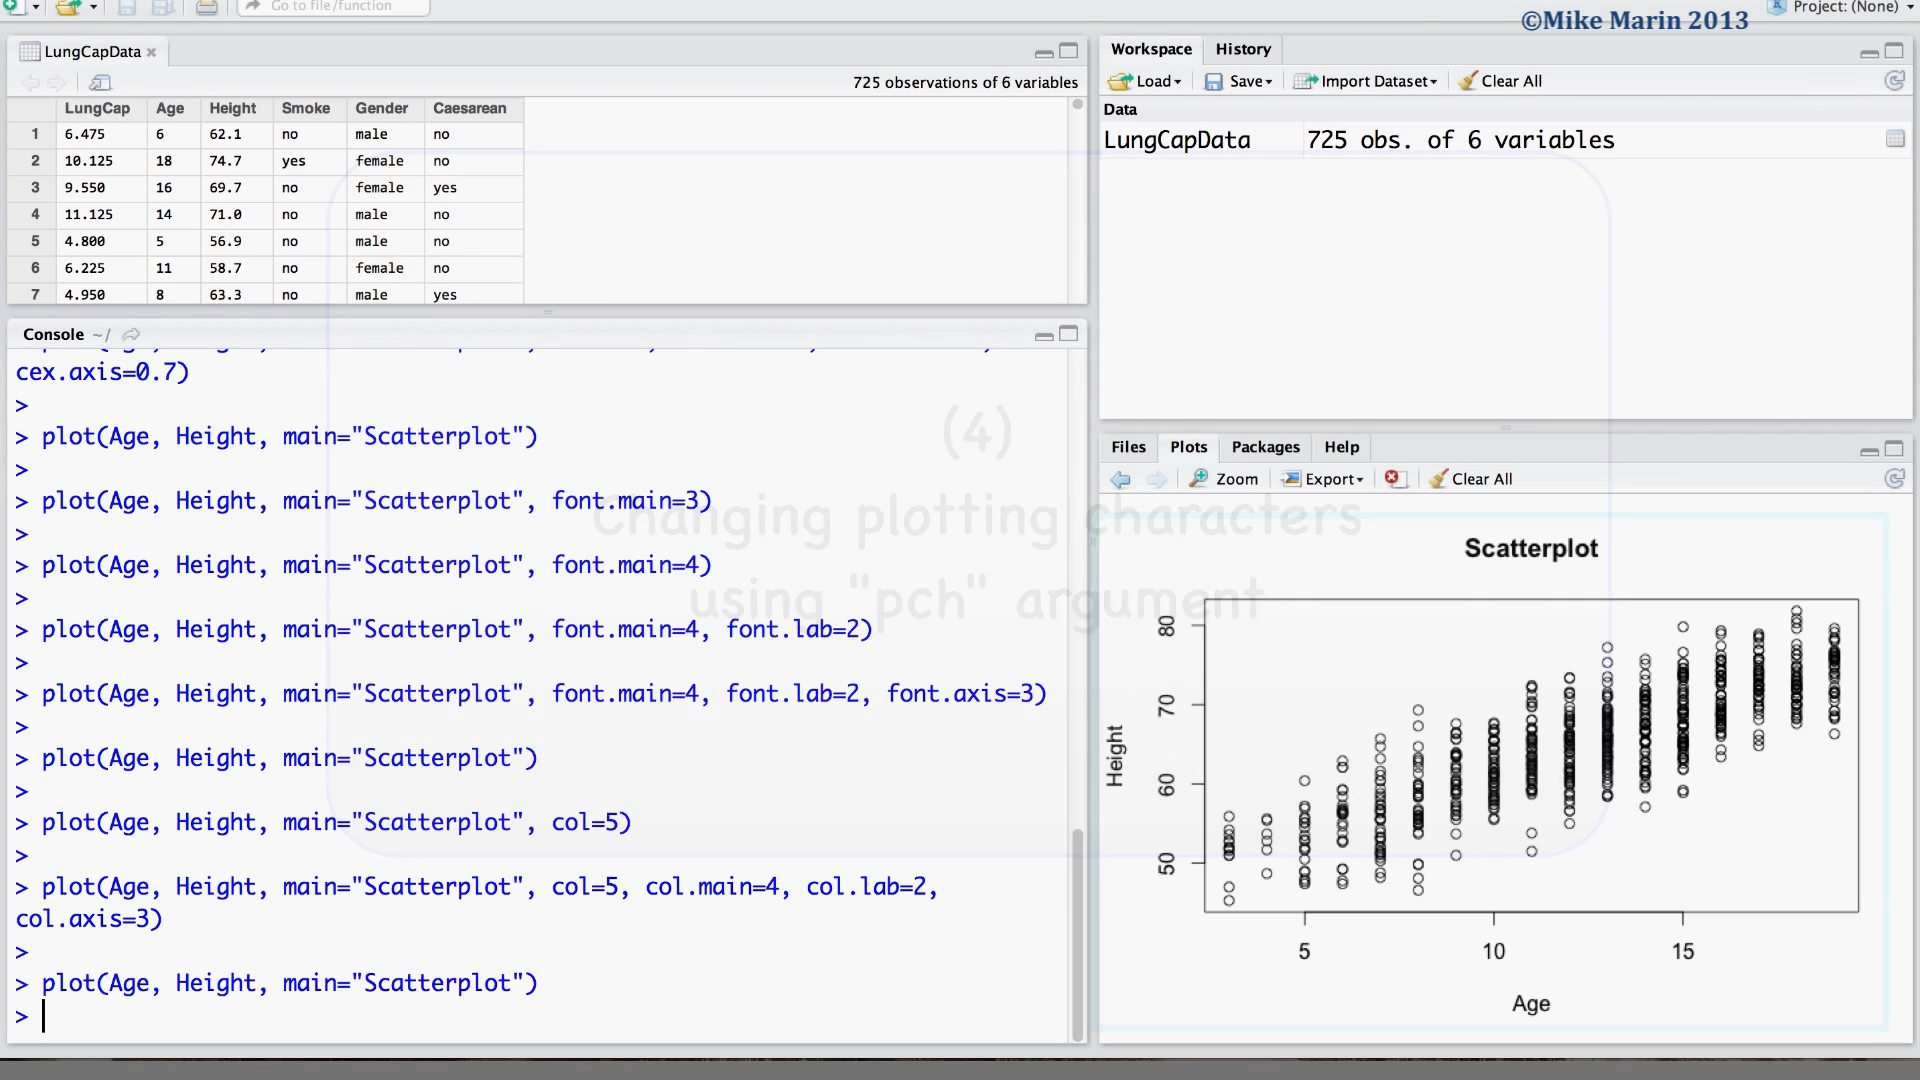 Go to file/function
Project: (None)
©Mike Marin 2013
LungCapData
725 observations of 6 variables
LungCap Age Height Smoke Gender Caesarean
1 6.475 6 62.1 no male no
2 10.125 18 74.7 yes female no
3 9.550 16 69.7 no female yes
4 11.125 14 71.0 no male no
5 4.800 5 56.9 no male no
6 6.225 11 58.7 no female no
7 4.950 8 63.3 no male yes
Console ~/
cex.axis=0.7)
>
> plot(Age, Height, main="Scatterplot")
>
> plot(Age, Height, main="Scatterplot", font.main=3)
>
> plot(Age, Height, main="Scatterplot", font.main=4)
>
> plot(Age, Height, main="Scatterplot", font.main=4, font.lab=2)
>
> plot(Age, Height, main="Scatterplot", font.main=4, font.lab=2, font.axis=3)
>
> plot(Age, Height, main="Scatterplot")
>
> plot(Age, Height, main="Scatterplot", col=5)
>
> plot(Age, Height, main="Scatterplot", col=5, col.main=4, col.lab=2,
col.axis=3)
>
> plot(Age, Height, main="Scatterplot")
>
(4)
Changing plotting characters
using "pch" argument
Workspace History
Load Save Import Dataset Clear All
Data
LungCapData 725 obs. of 6 variables
Files Plots Packages Help
Zoom Export Clear All
Scatterplot
80
70
60
50
Height
5 10 15
Age